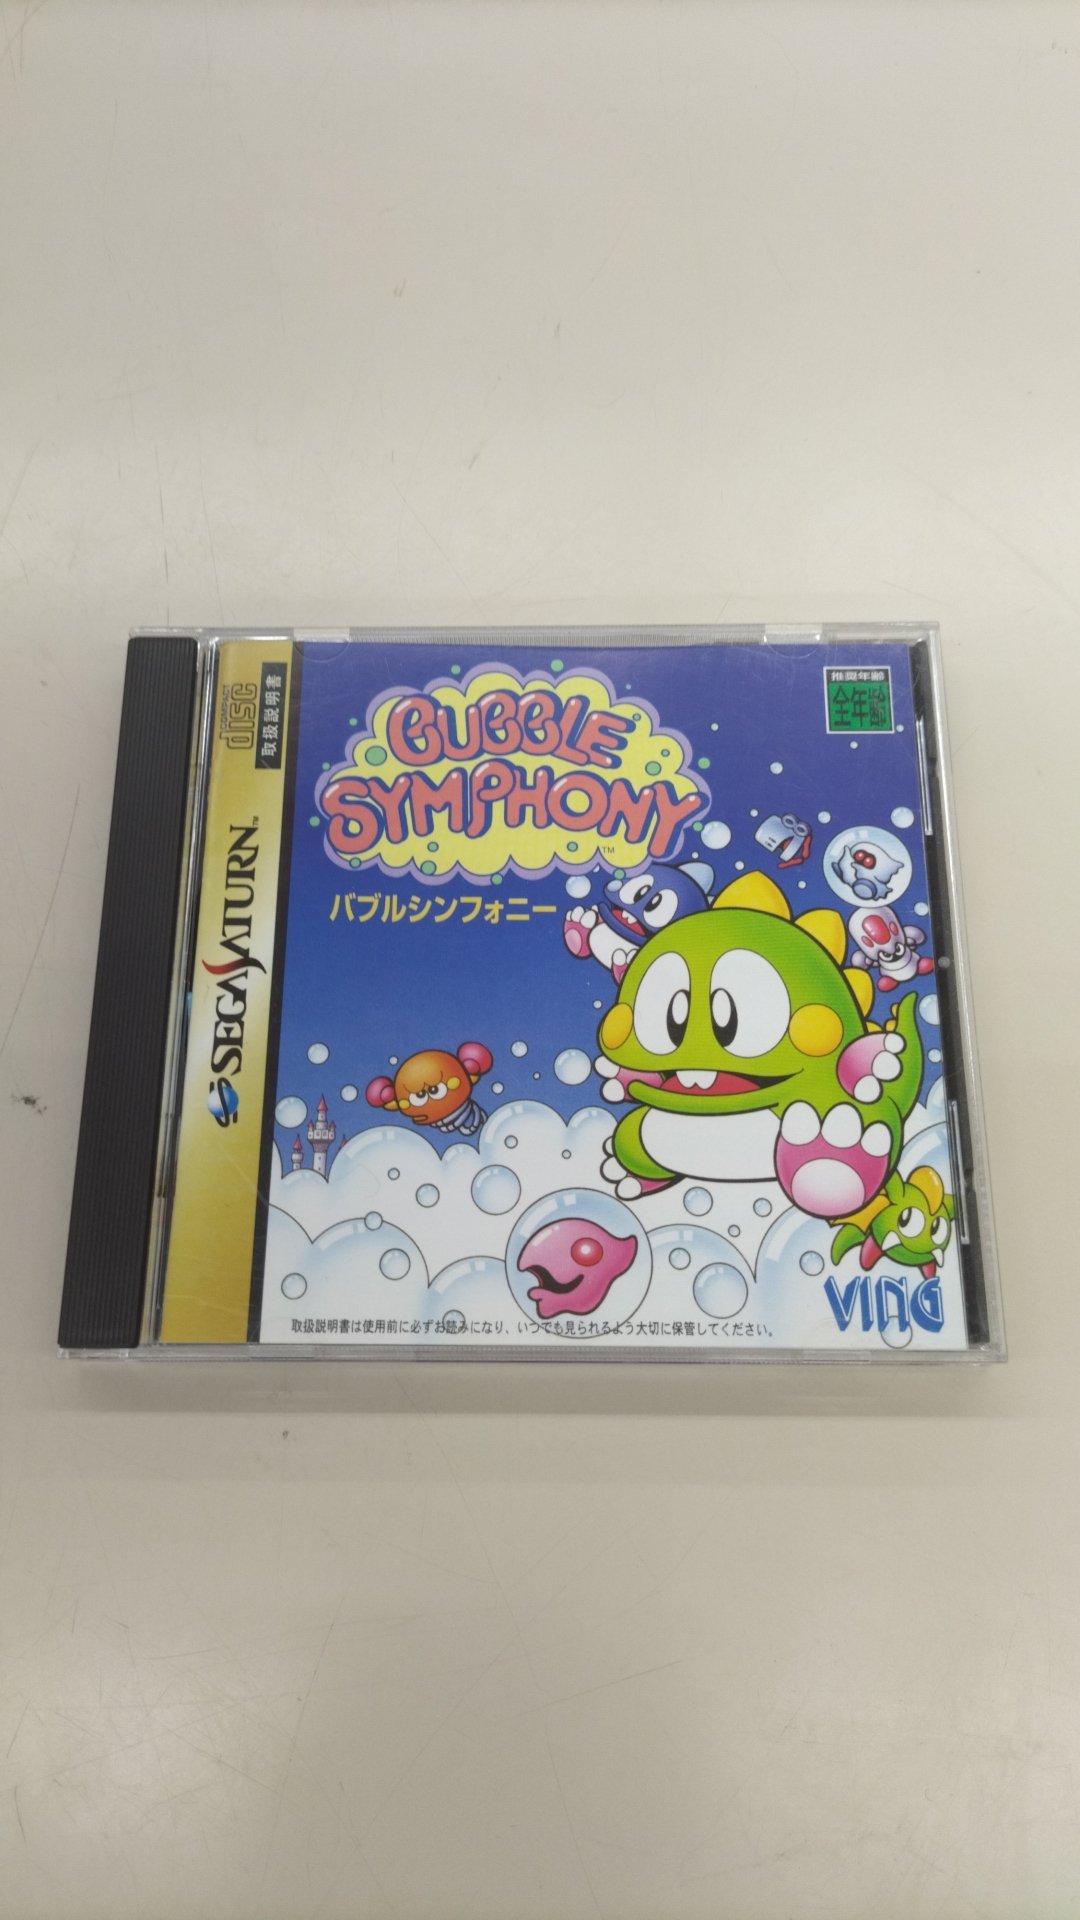 COMPACT
disc
取扱説明書
SEGA SATURN™
推奨年齢
全年齢
BUBBLE
SYMPHONY™
バブルシンフォニー
VING
取扱説明書は使用前に必ずお読みになり、いつでも見られるよう大切に保管してください。